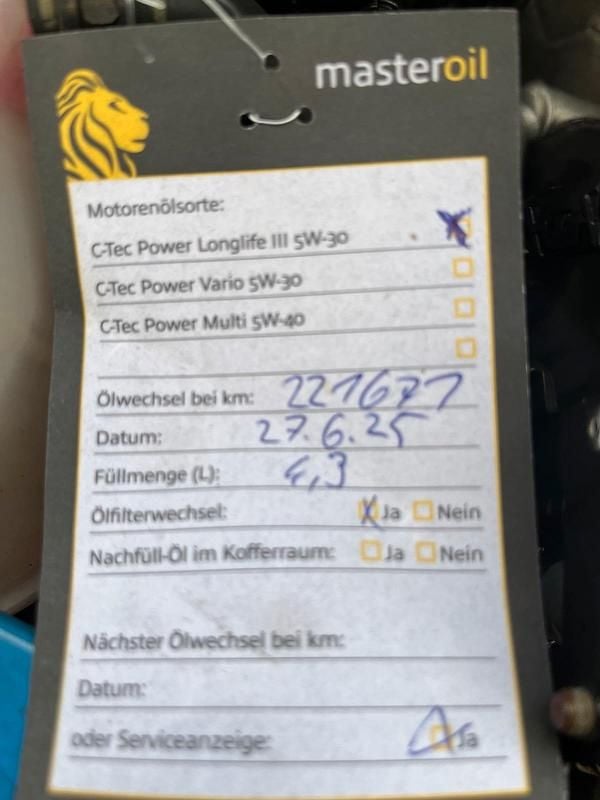 masteroil
Motorenölsorte:
C-Tec Power Longlife III 5W-30
C-Tec Power Vario 5W-30
C-Tec Power Multi 5W-40
Ölwechsel bei km: 221671
Datum: 27.6.25
Füllmenge (L): 4,3
Ölfilterwechsel: Ja Nein
Nachfüll-Öl im Kofferraum: Ja Nein
Nächster Ölwechsel bei km:
Datum:
oder Serviceanzeige: Ja